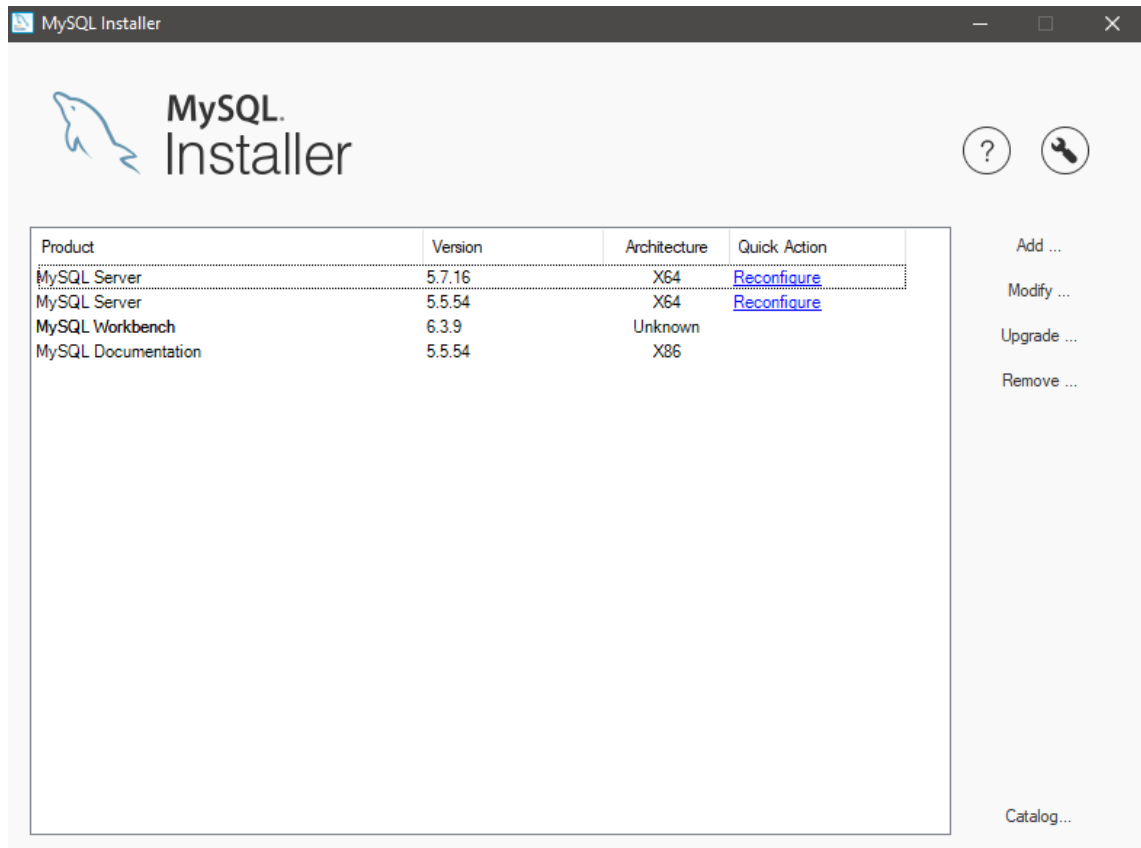 MySQL Installer
MySQL.
Installer
?
Product Version Architecture Quick Action
MySQL Server 5.7.16 X64 Reconfigure
MySQL Server 5.5.54 X64 Reconfigure
MySQL Workbench 6.3.9 Unknown
MySQL Documentation 5.5.54 X86
Add ...
Modify ...
Upgrade ...
Remove ...
Catalog...